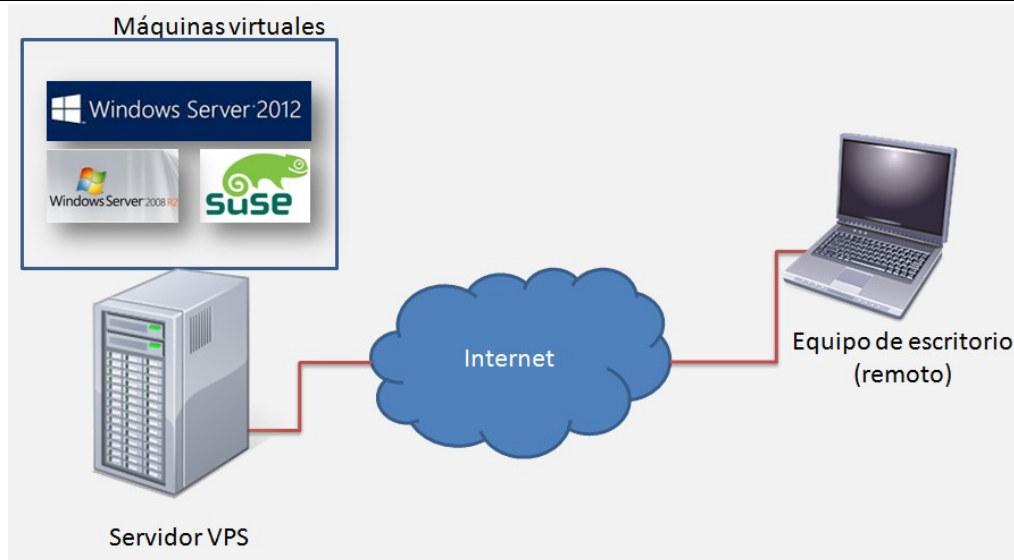 Máquinas virtuales
Windows Server 2012
Windows Server 2008 R2
SUSE
Internet
Equipo de escritorio
(remoto)
Servidor VPS